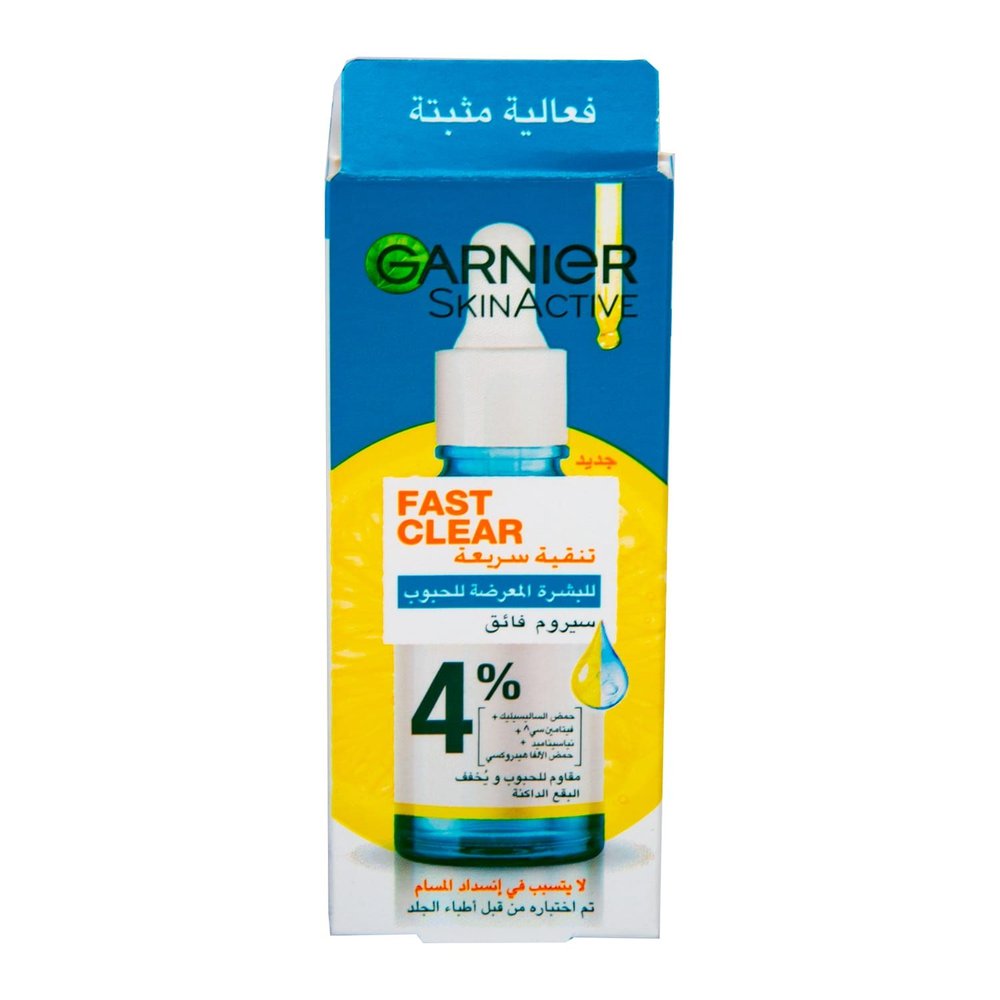 فعالية مثبتة
GARNIER
SKINACTIVE
جديد
FAST
CLEAR
تنقية سريعة
للبشرة المعرضة للحبوب
سيروم فائق
4%
حمض الساليسيليك +
فيتامين سي^ +
نياسيناميد +
حمض الألفا هيدروكسي
مقاوم للحبوب و يُخفف
البقع الداكنة
لا يتسبب في إنسداد المسام
تم اختباره من قبل أطباء الجلد